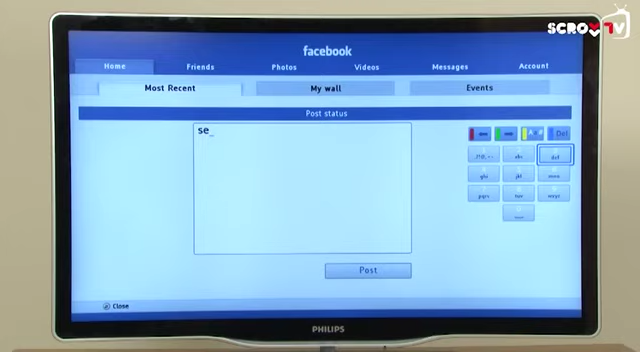 SCROLL TV
facebook
Home Friends Photos Videos Messages Account
Most Recent My wall Events
Post status
se_
Del
abc
def
ghi jkl mno
pqrs tuv wxyz
Post
Close
PHILIPS